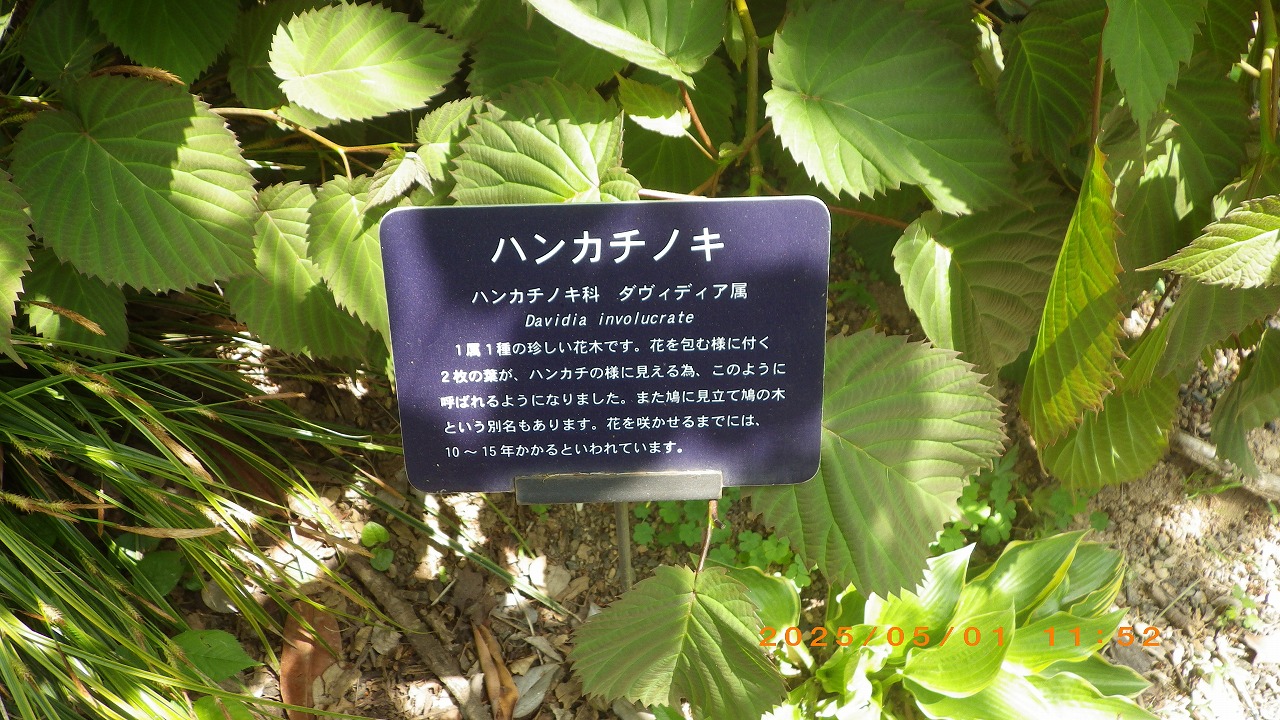 ハンカチノキ
ハンカチノキ科　ダヴィディア属
Davidia involucrate
1属1種の珍しい花木です。花を包む様に付く
2枚の葉が、ハンカチの様に見える為、このように
呼ばれるようになりました。また鳩に見立て鳩の木
という別名もあります。花を咲かせるまでには、
10～15年かかるといわれています。
2025/05/01 11:52